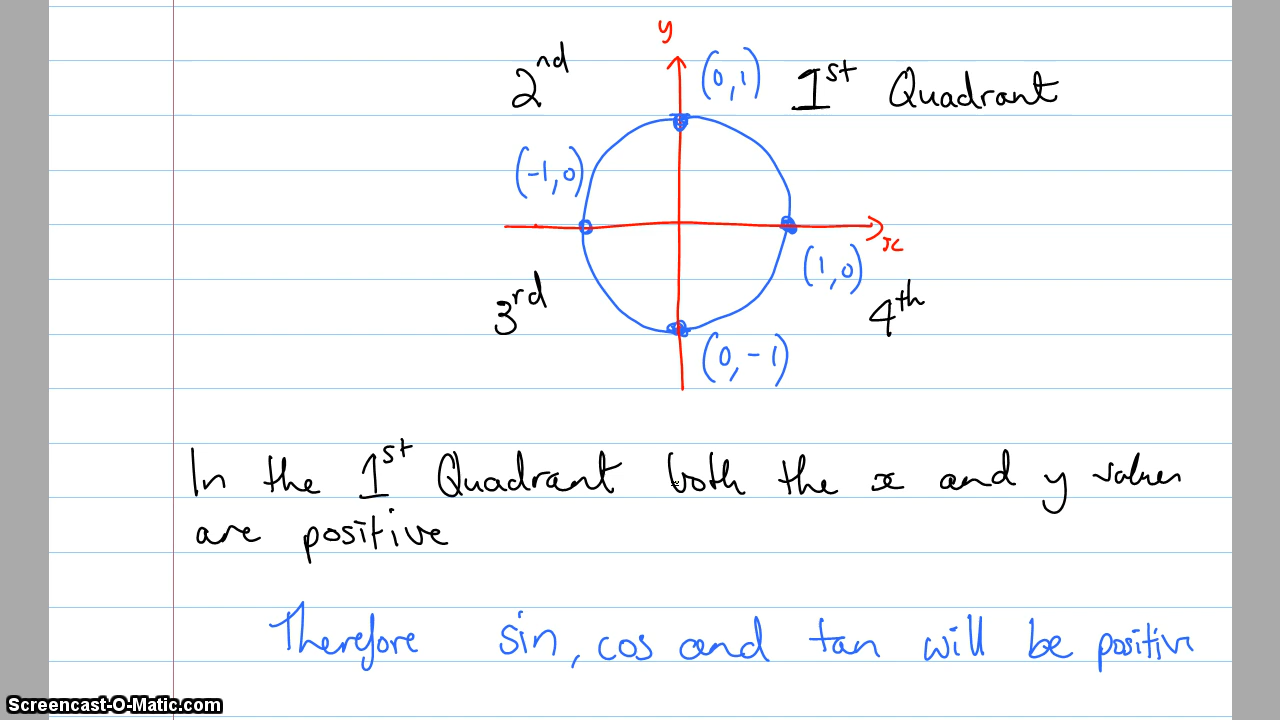 y
2nd
(0,1)
1st Quadrant
(-1,0)
x
(1,0)
3rd
4th
(0,-1)
In the 1st Quadrant both the x and y values
are positive
Therefore sin, cos and tan will be positive
Screencast-O-Matic.com